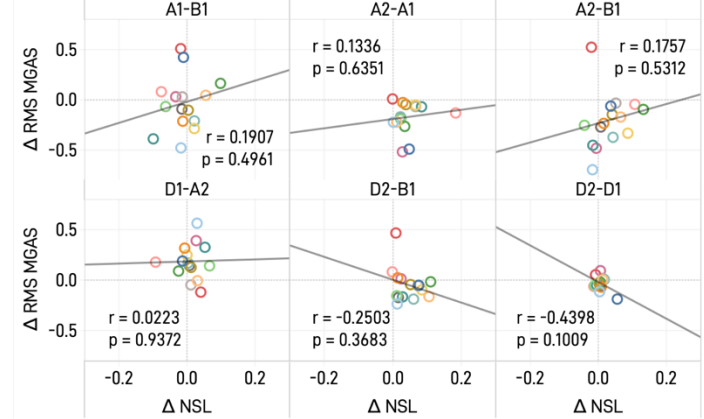 A1-B1
A2-A1
A2-B1
Δ RMS MGAS
0.5
0.0
-0.5
r = 0.1907
p = 0.4961
r = 0.1336
p = 0.6351
r = 0.1757
p = 0.5312
D1-A2
D2-B1
D2-D1
Δ RMS MGAS
0.5
0.0
-0.5
r = 0.0223
p = 0.9372
r = -0.2503
p = 0.3683
r = -0.4398
p = 0.1009
-0.2
0.0
0.2
-0.2
0.0
0.2
-0.2
0.0
0.2
Δ NSL
Δ NSL
Δ NSL